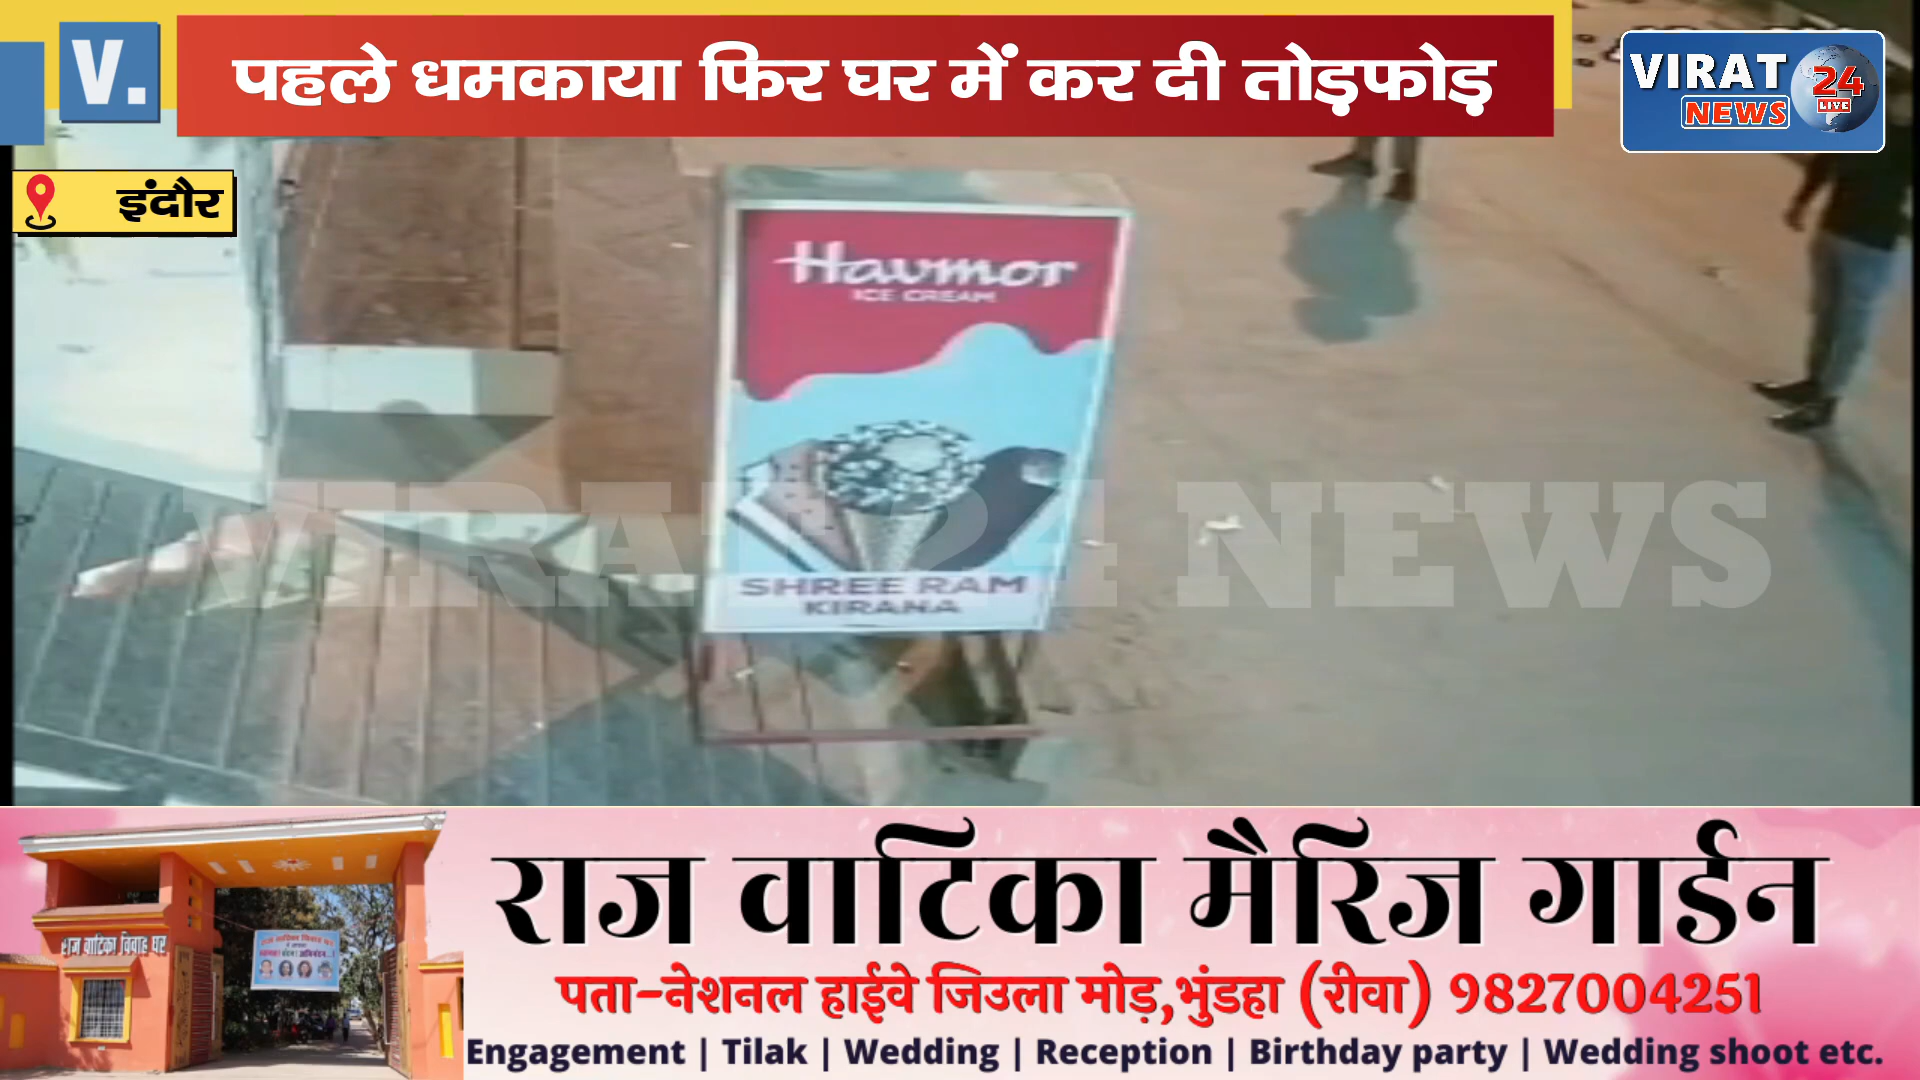 V.
पहले धमकाया फिर घर में कर दी तोड़फोड़
VIRAT
24
LIVE
NEWS
इंदौर
Havmor
ICE CREAM
SHREE RAM
KIRANA
VIRAT 24 NEWS
राज वाटिका विवाह घर
राज वाटिका मैरिज गार्डन
पता-नेशनल हाईवे जिउला मोड़,भुंडहा (रीवा) 9827004251
Engagement | Tilak | Wedding | Reception | Birthday party | Wedding shoot etc.